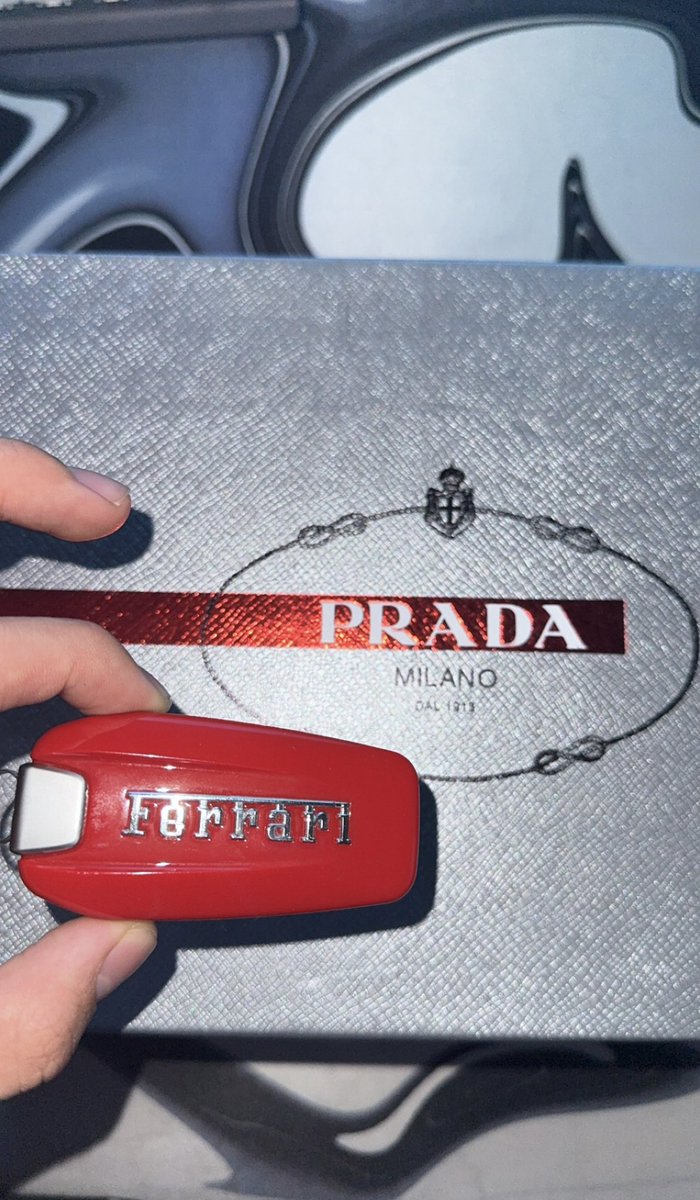 PRADA
MILANO
DAL 1913
Ferrari